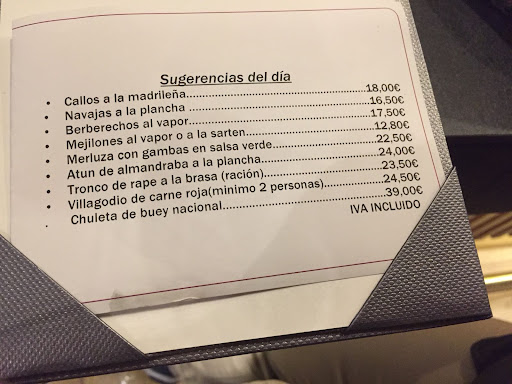 Sugerencias del día
• Callos a la madrileña..................18,00€
• Navajas a la plancha ..................16,50€
• Berberechos al vapor..................17,50€
• Mejillones al vapor o a la sarten..................12,80€
• Merluza con gambas en salsa verde..................22,50€
• Atun de almandraba a la plancha..................24,00€
• Tronco de rape a la brasa (ración)..................23,50€
• Villagodio de carne roja(minimo 2 personas)..................24,50€
• Chuleta de buey nacional..................39,00€
IVA INCLUIDO